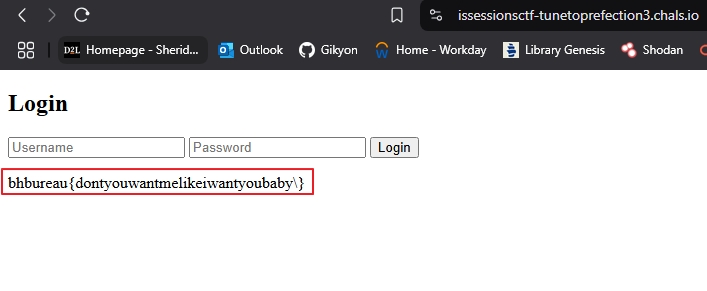 issessionsctf-tunetoprefection3.chals.io
D2L Homepage - Sherid... Outlook Gikyon Home - Workday Library Genesis Shodan
Login
Username Password Login
bhbureau{dontyouwantmelikeiwantyoubaby\}